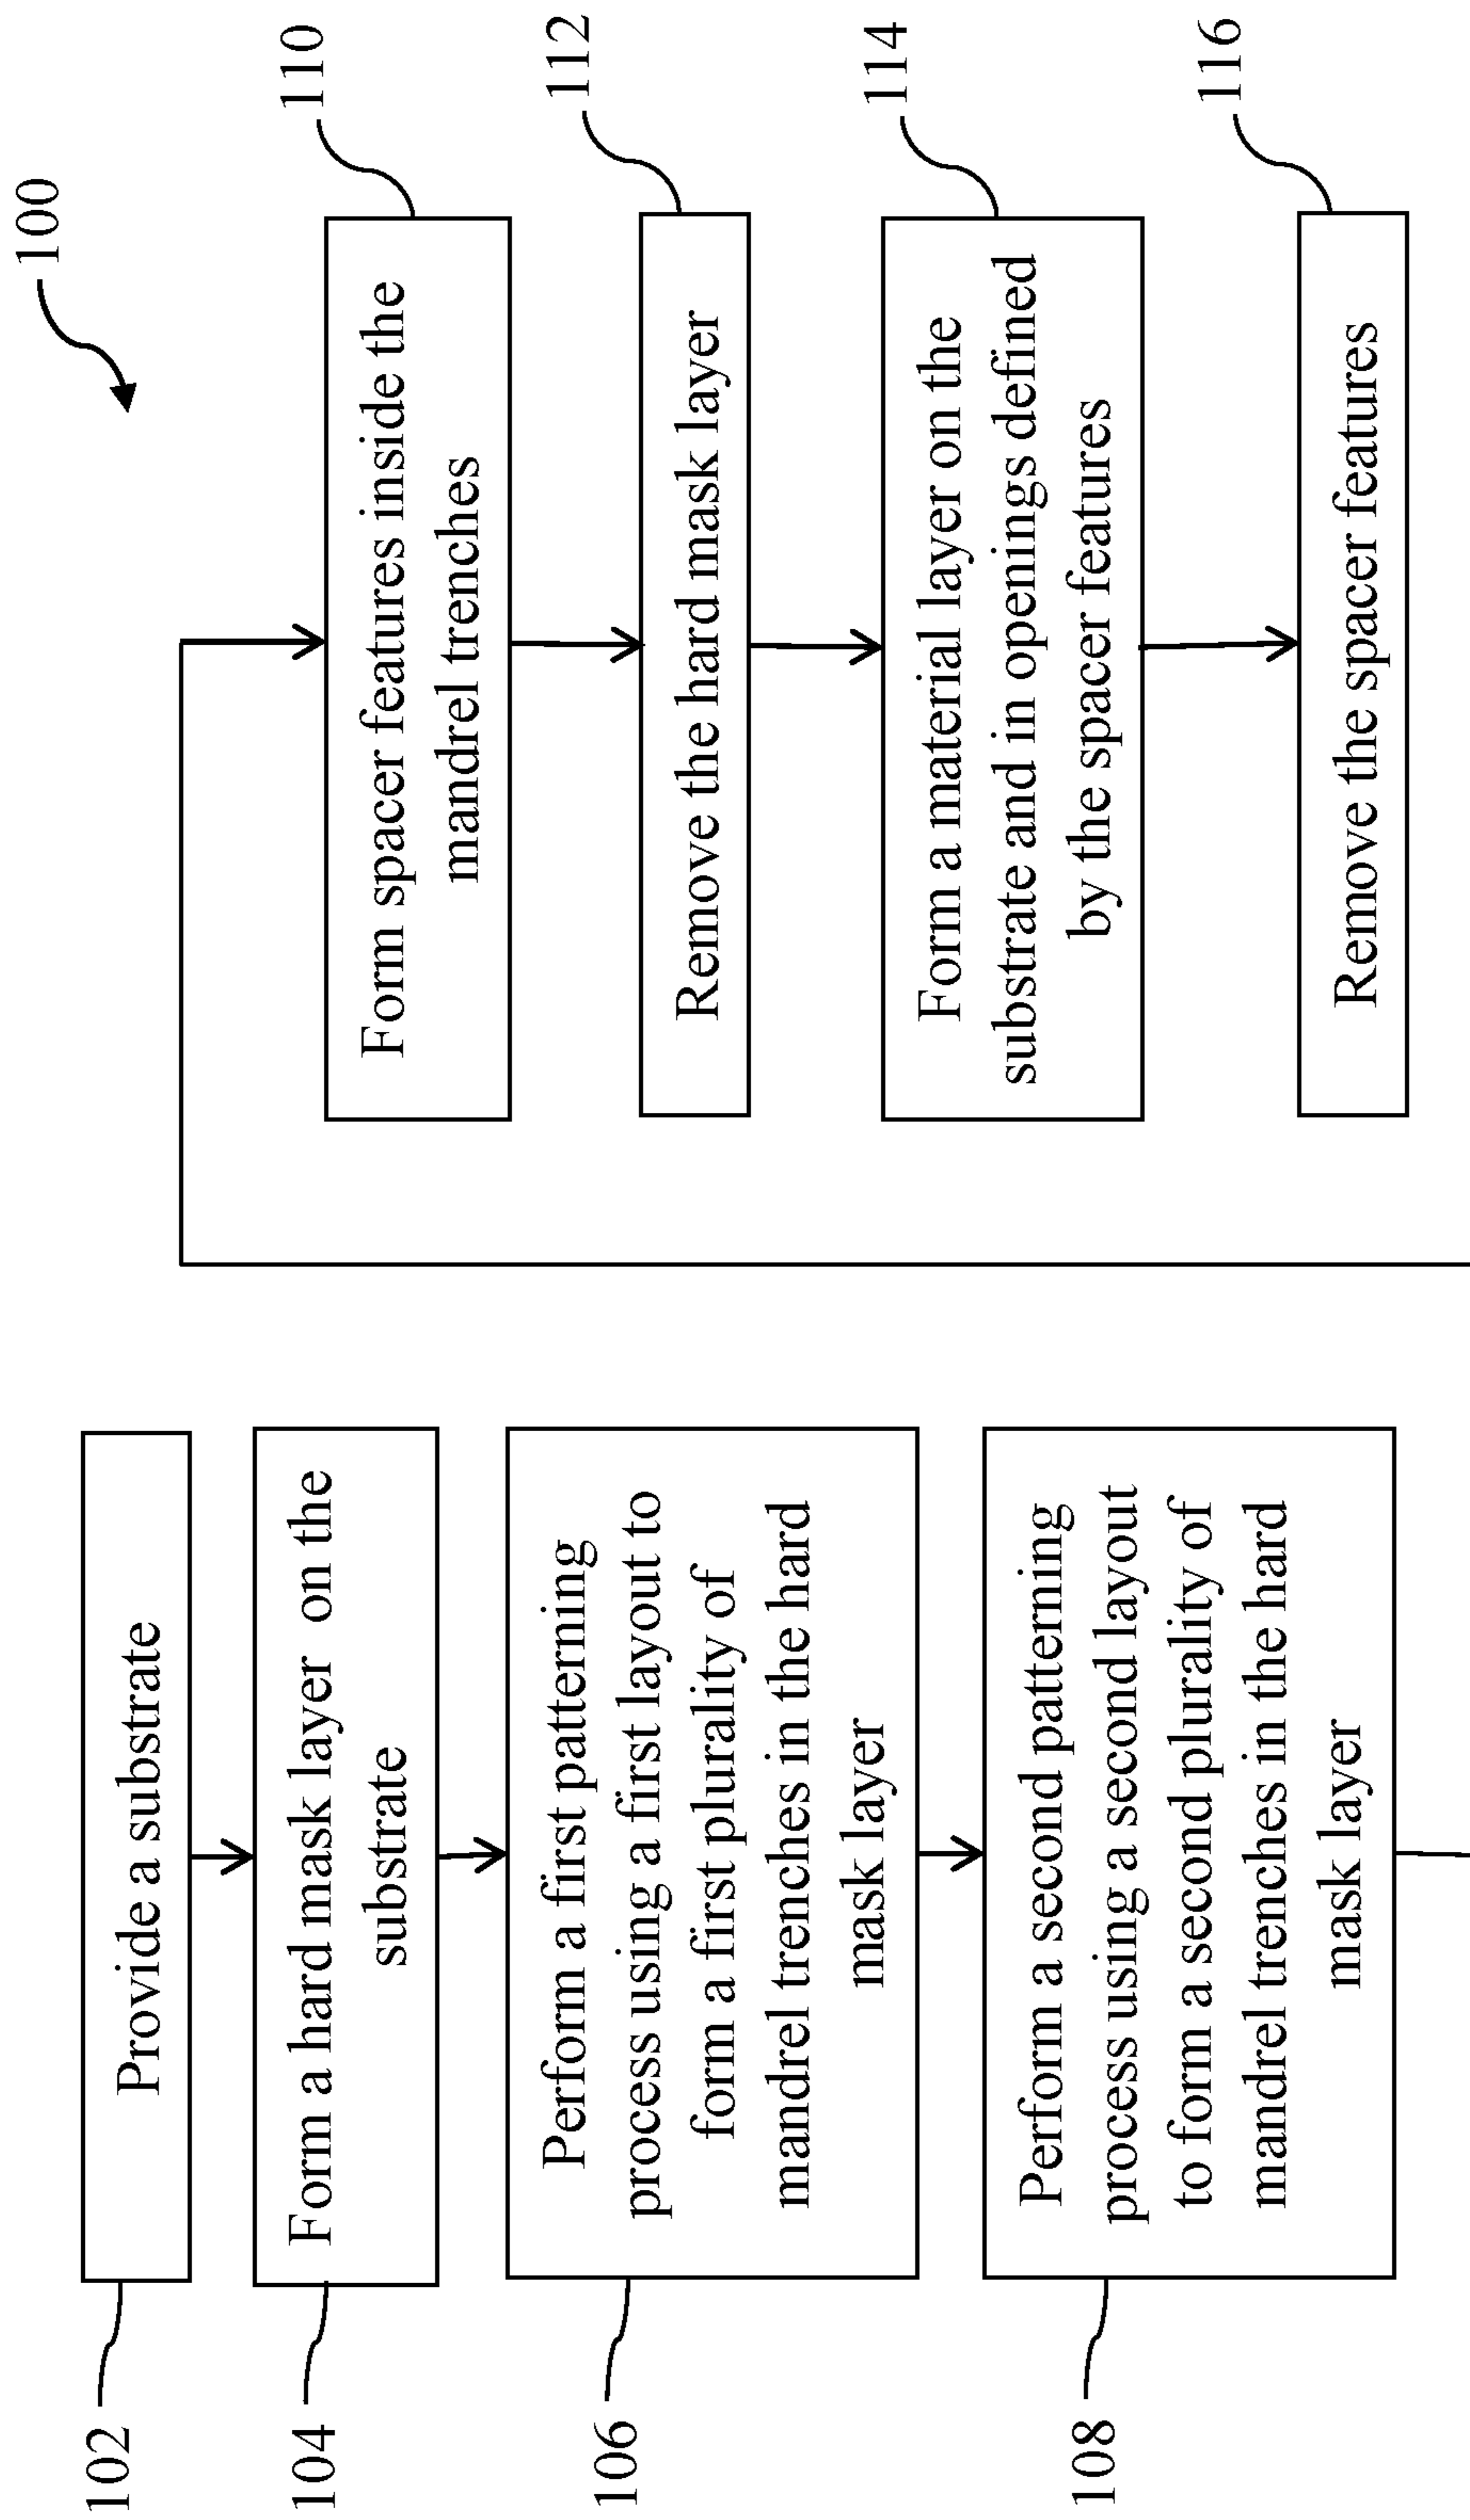 100
102
Provide a substrate
104
Form a hard mask layer on the
substrate
106
Perform a first patterning
process using a first layout to
form a first plurality of
mandrel trenches in the hard
mask layer
108
Perform a second patterning
process using a second layout
to form a second plurality of
mandrel trenches in the hard
mask layer
110
Form spacer features inside the
mandrel trenches
112
Remove the hard mask layer
114
Form a material layer on the
substrate and in openings defined
by the spacer features
116
Remove the spacer features